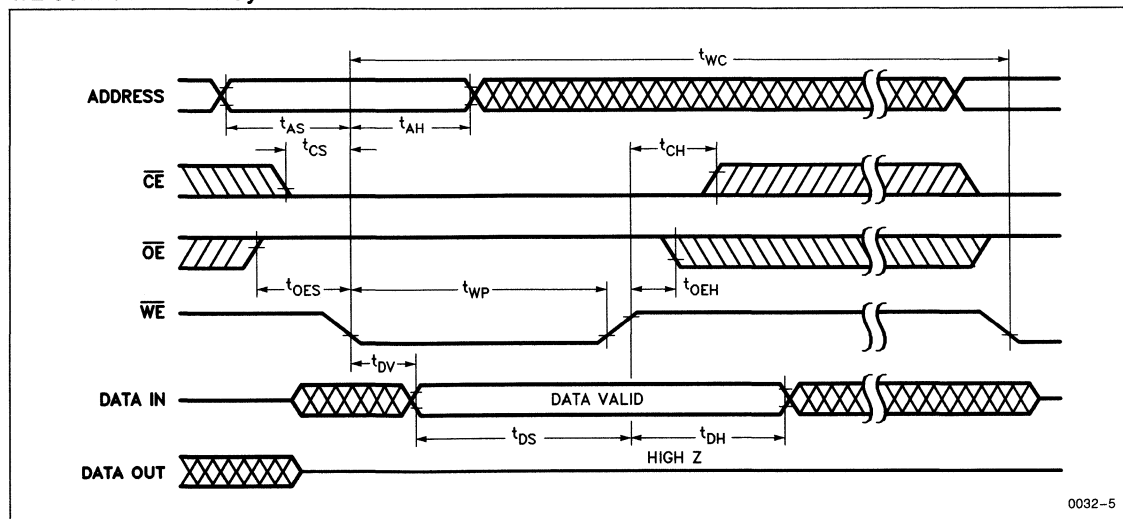 tWC
ADDRESS
tAS
tAH
tCS
tCH
CE
OE
tOES
tWP
tOEH
WE
tDV
DATA IN
DATA VALID
tDS
tDH
DATA OUT
HIGH Z
0032-5